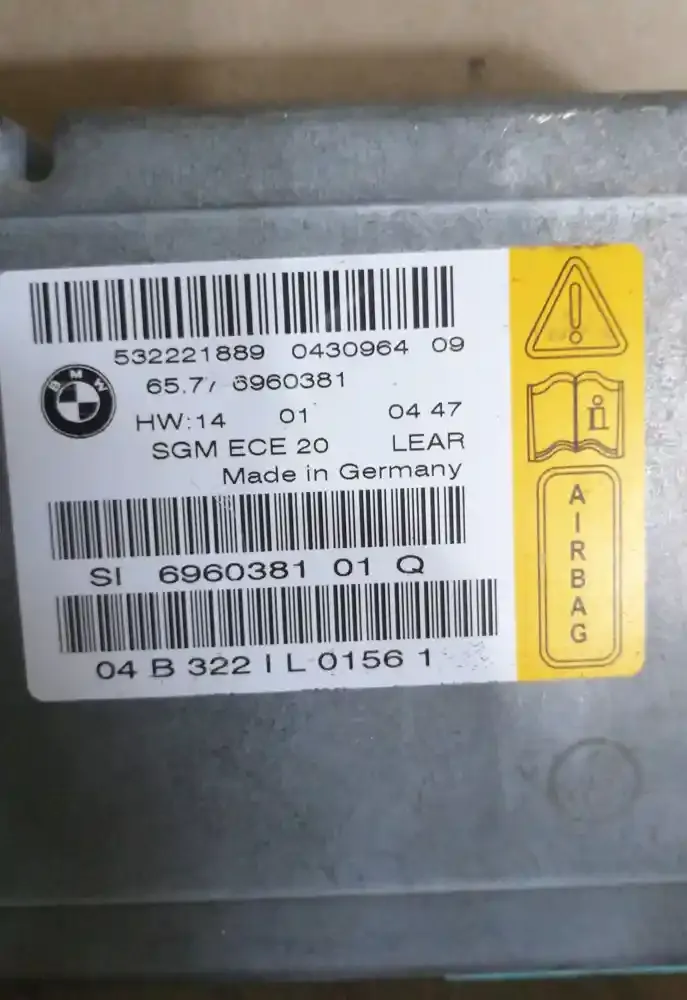 532221889 0430964 09
BMW
65.77 6960381
HW:14 01 04 47
SGM ECE 20 LEAR
Made in Germany
SI 6960381 01 Q
04 B 322 I L 0156 1
AIRBAG